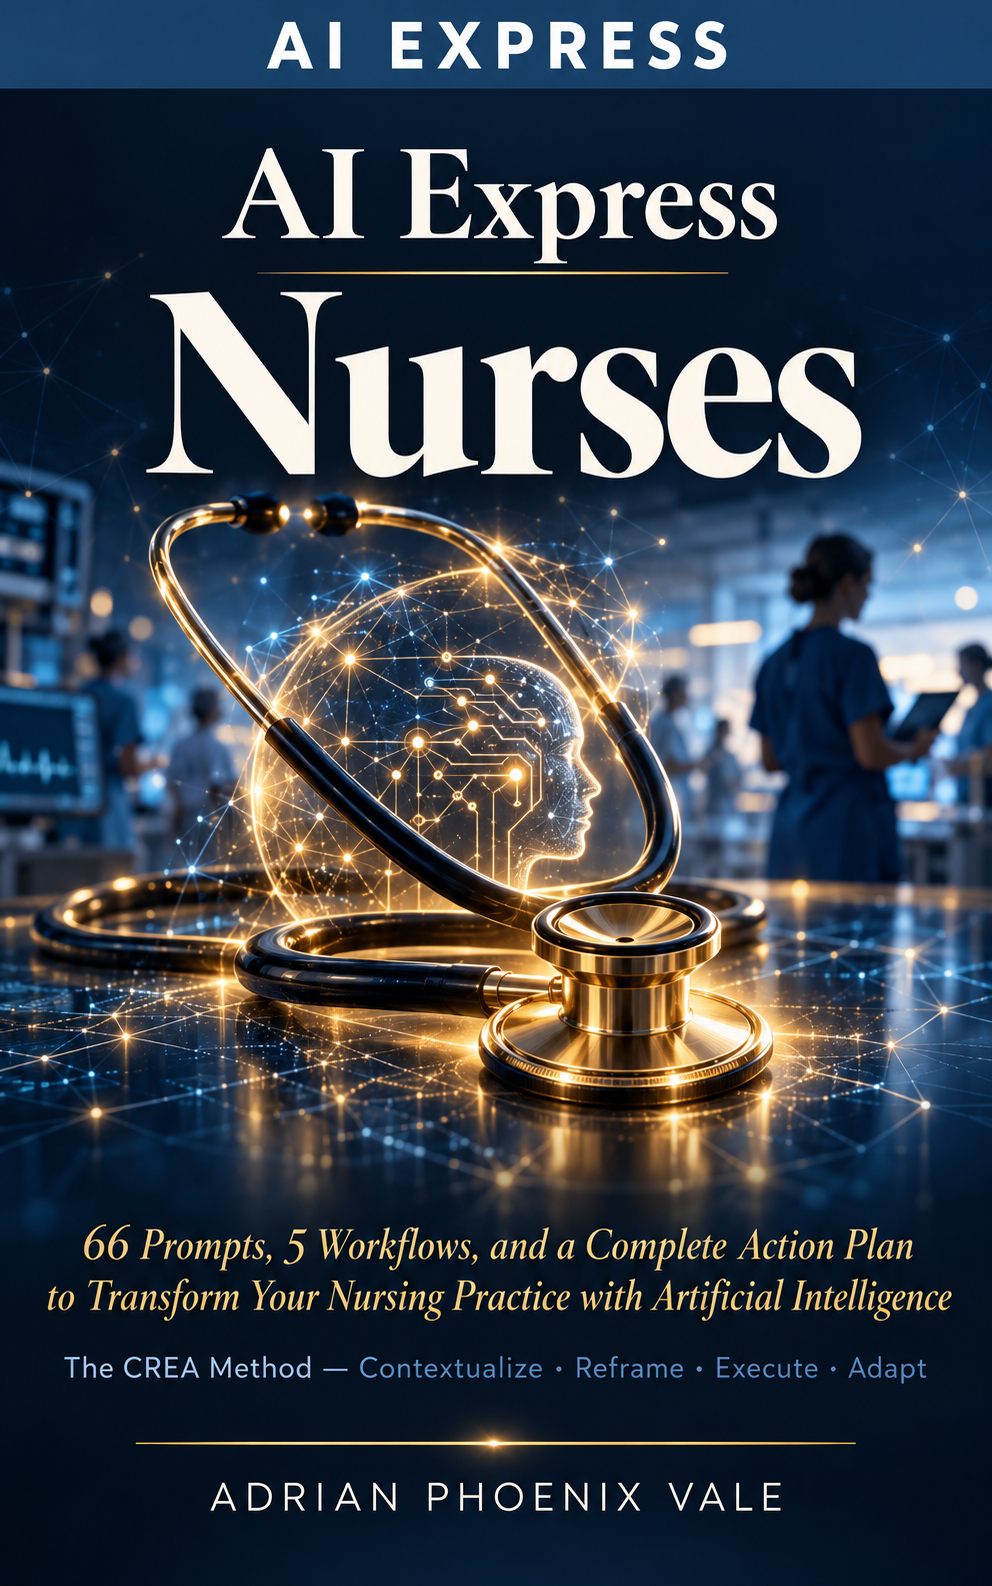 AI EXPRESS
AI Express
Nurses
66 Prompts, 5 Workflows, and a Complete Action Plan
to Transform Your Nursing Practice with Artificial Intelligence
The CREA Method — Contextualize • Reframe • Execute • Adapt
ADRIAN PHOENIX VALE